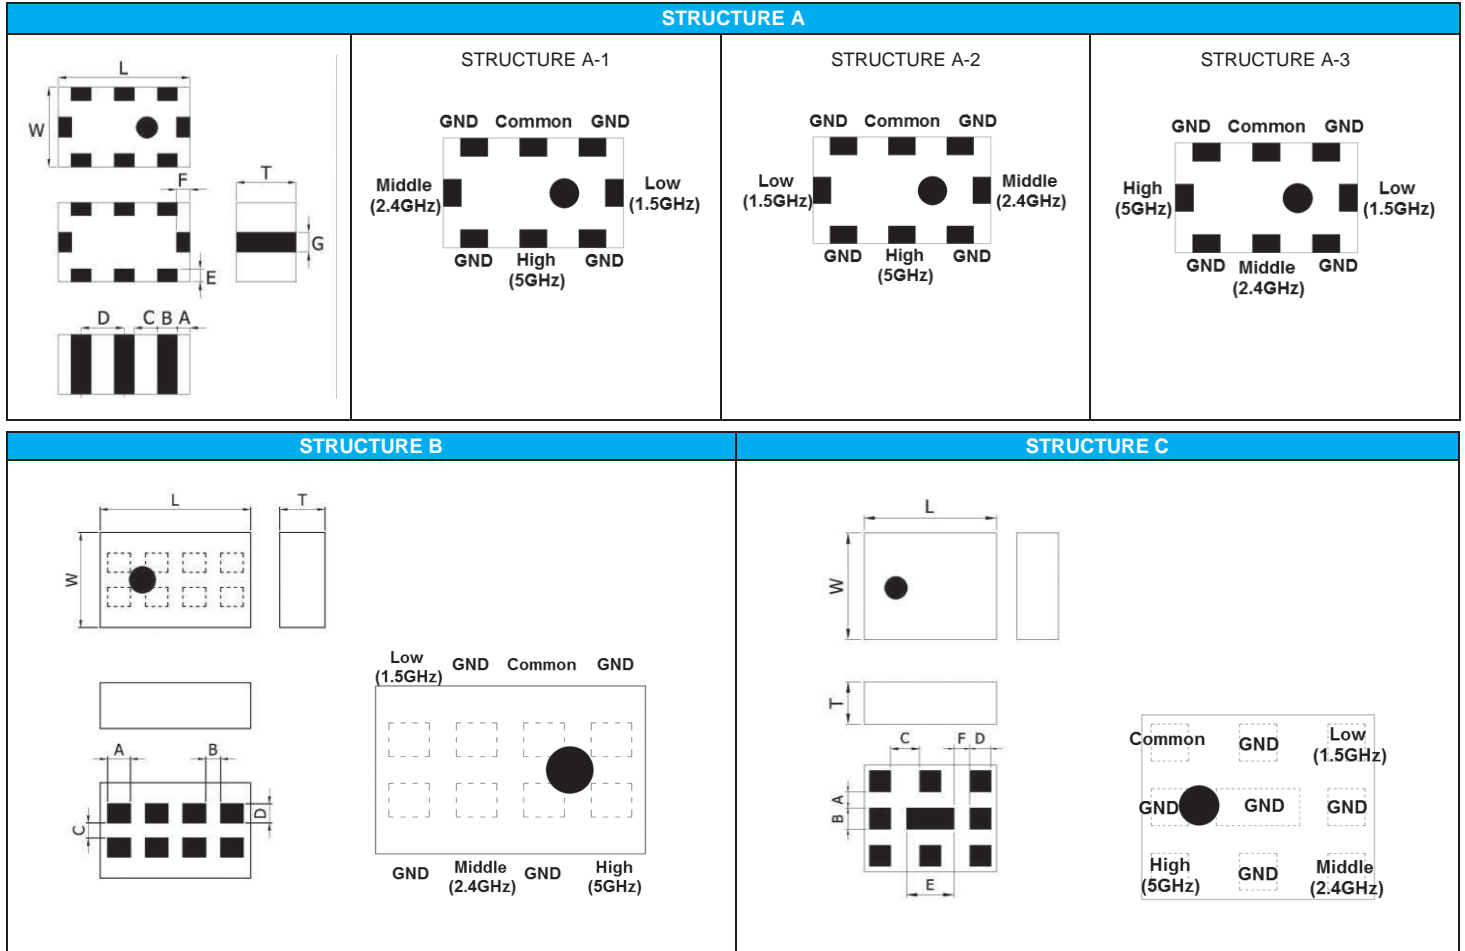 STRUCTURE A
L
W
F
T
G
E
D
C
B
A
STRUCTURE A-1
GND Common GND
Middle
(2.4GHz)
Low
(1.5GHz)
GND High GND
(5GHz)
STRUCTURE A-2
GND Common GND
Low
(1.5GHz)
Middle
(2.4GHz)
GND High GND
(5GHz)
STRUCTURE A-3
GND Common GND
High
(5GHz)
Low
(1.5GHz)
GND Middle GND
(2.4GHz)
STRUCTURE B
L
T
W
A
B
C
D
Low
(1.5GHz)
GND Common GND
GND
Middle
(2.4GHz)
GND
High
(5GHz)
STRUCTURE C
L
W
T
C
F
D
A
B
E
Common
GND
Low
(1.5GHz)
GND
GND
GND
High
(5GHz)
GND
Middle
(2.4GHz)